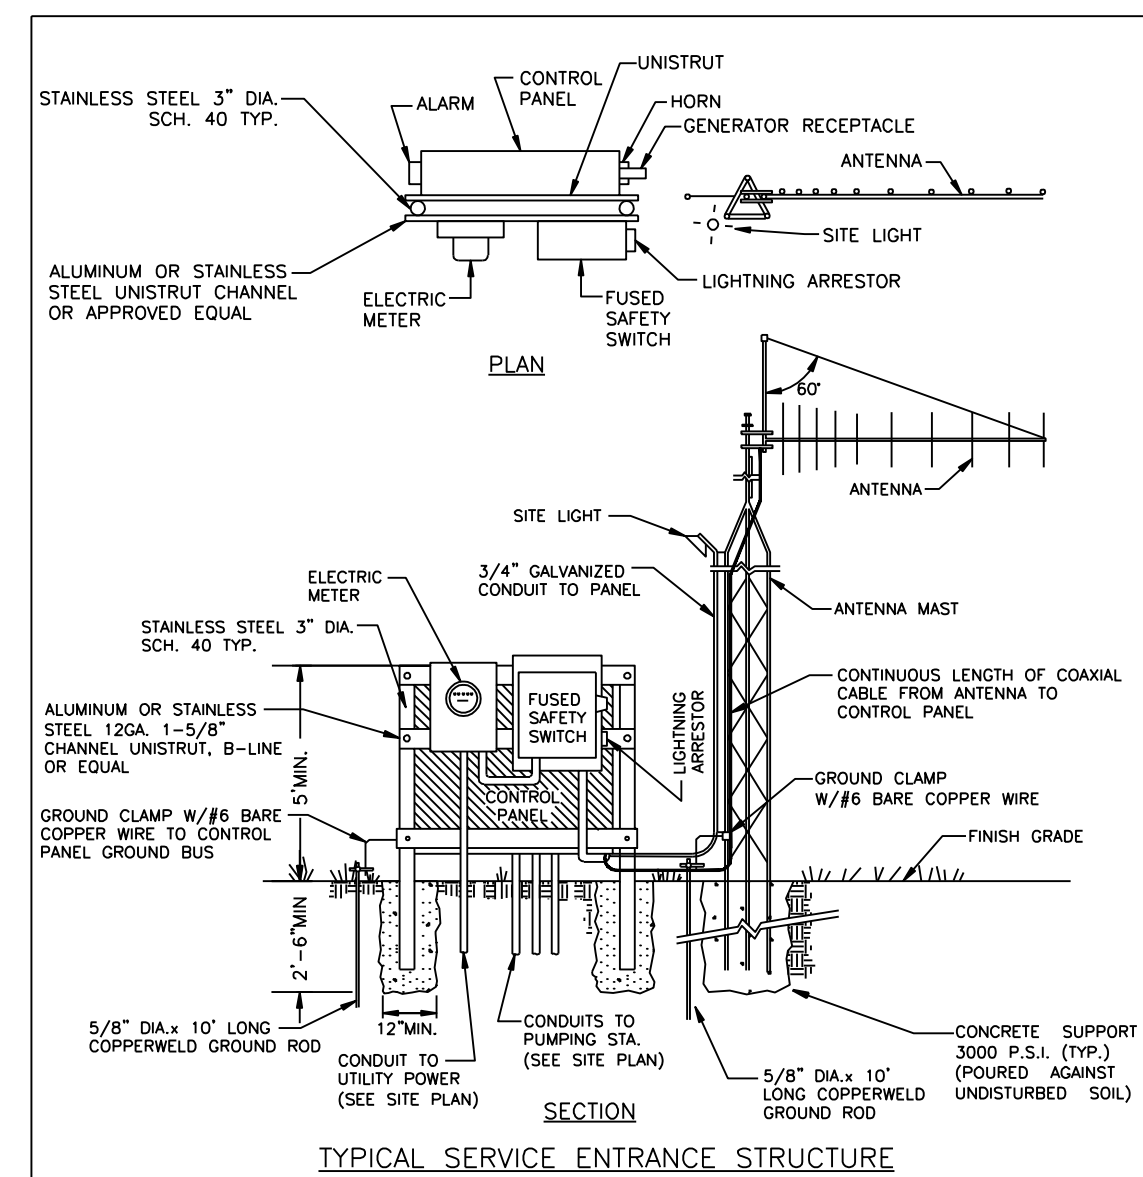 UNISTRUT
CONTROL
PANEL
STAINLESS STEEL 3" DIA.
SCH. 40 TYP.
ALARM
HORN
GENERATOR RECEPTACLE
ANTENNA
SITE LIGHT
ALUMINUM OR STAINLESS
STEEL UNISTRUT CHANNEL
OR APPROVED EQUAL
ELECTRIC
METER
FUSED
SAFETY
SWITCH
LIGHTNING ARRESTOR
PLAN
60°
ANTENNA
SITE LIGHT
3/4" GALVANIZED
CONDUIT TO PANEL
ELECTRIC
METER
ANTENNA MAST
STAINLESS STEEL 3" DIA.
SCH. 40 TYP.
CONTINUOUS LENGTH OF COAXIAL
CABLE FROM ANTENNA TO
CONTROL PANEL
FUSED
SAFETY
SWITCH
LIGHTNING
ARRESTOR
ALUMINUM OR STAINLESS
STEEL 12GA. 1-5/8"
CHANNEL UNISTRUT, B-LINE
OR EQUAL
5'MIN.
CONTROL
PANEL
GROUND CLAMP
W/#6 BARE COPPER WIRE
GROUND CLAMP W/#6 BARE
COPPER WIRE TO CONTROL
PANEL GROUND BUS
FINISH GRADE
2'-6"MIN
12"MIN.
5/8" DIA.x 10' LONG
COPPERWELD GROUND ROD
CONDUIT TO
UTILITY POWER
(SEE SITE PLAN)
CONDUITS TO
PUMPING STA.
(SEE SITE PLAN)
5/8" DIA.x 10'
LONG COPPERWELD
GROUND ROD
CONCRETE SUPPORT
3000 P.S.I. (TYP.)
(POURED AGAINST
UNDISTURBED SOIL)
SECTION
TYPICAL SERVICE ENTRANCE STRUCTURE